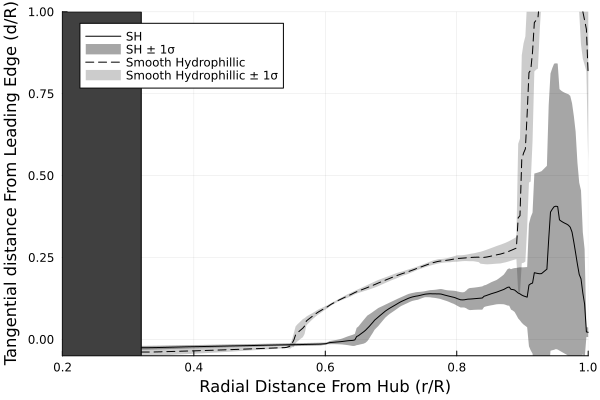 Tangential distance From Leading Edge (d/R)
1.00
0.75
0.50
0.25
0.00
SH
SH ± 1σ
Smooth Hydrophillic
Smooth Hydrophillic ± 1σ
0.2 0.4 0.6 0.8 1.0
Radial Distance From Hub (r/R)